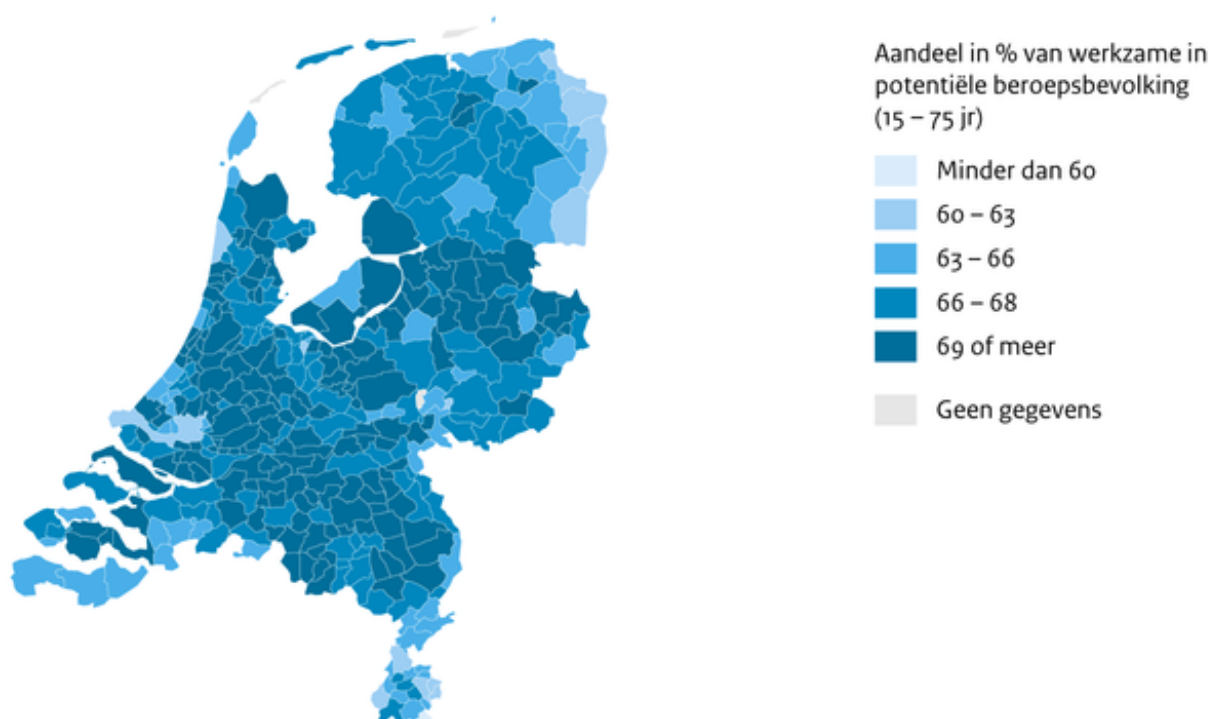 Aandeel in % van werkzame in
potentiële beroepsbevolking
(15 – 75 jr)
Minder dan 60
60 – 63
63 – 66
66 – 68
69 of meer
Geen gegevens